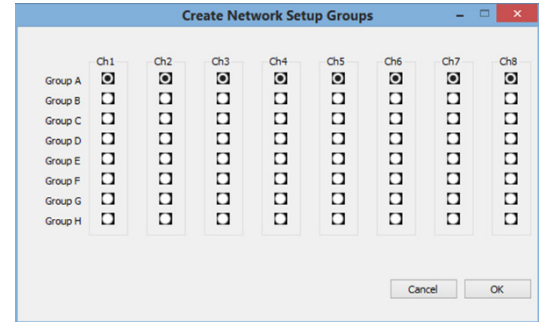 Create Network Setup Groups
Ch1 Ch2 Ch3 Ch4 Ch5 Ch6 Ch7 Ch8
Group A
Group B
Group C
Group D
Group E
Group F
Group G
Group H
Cancel OK